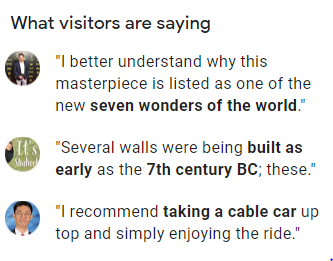 What visitors are saying
"I better understand why this
masterpiece is listed as one of the
new seven wonders of the world."
It's
Shaheel
"Several walls were being built as
early as the 7th century BC; these."
"I recommend taking a cable car up
top and simply enjoying the ride."
.